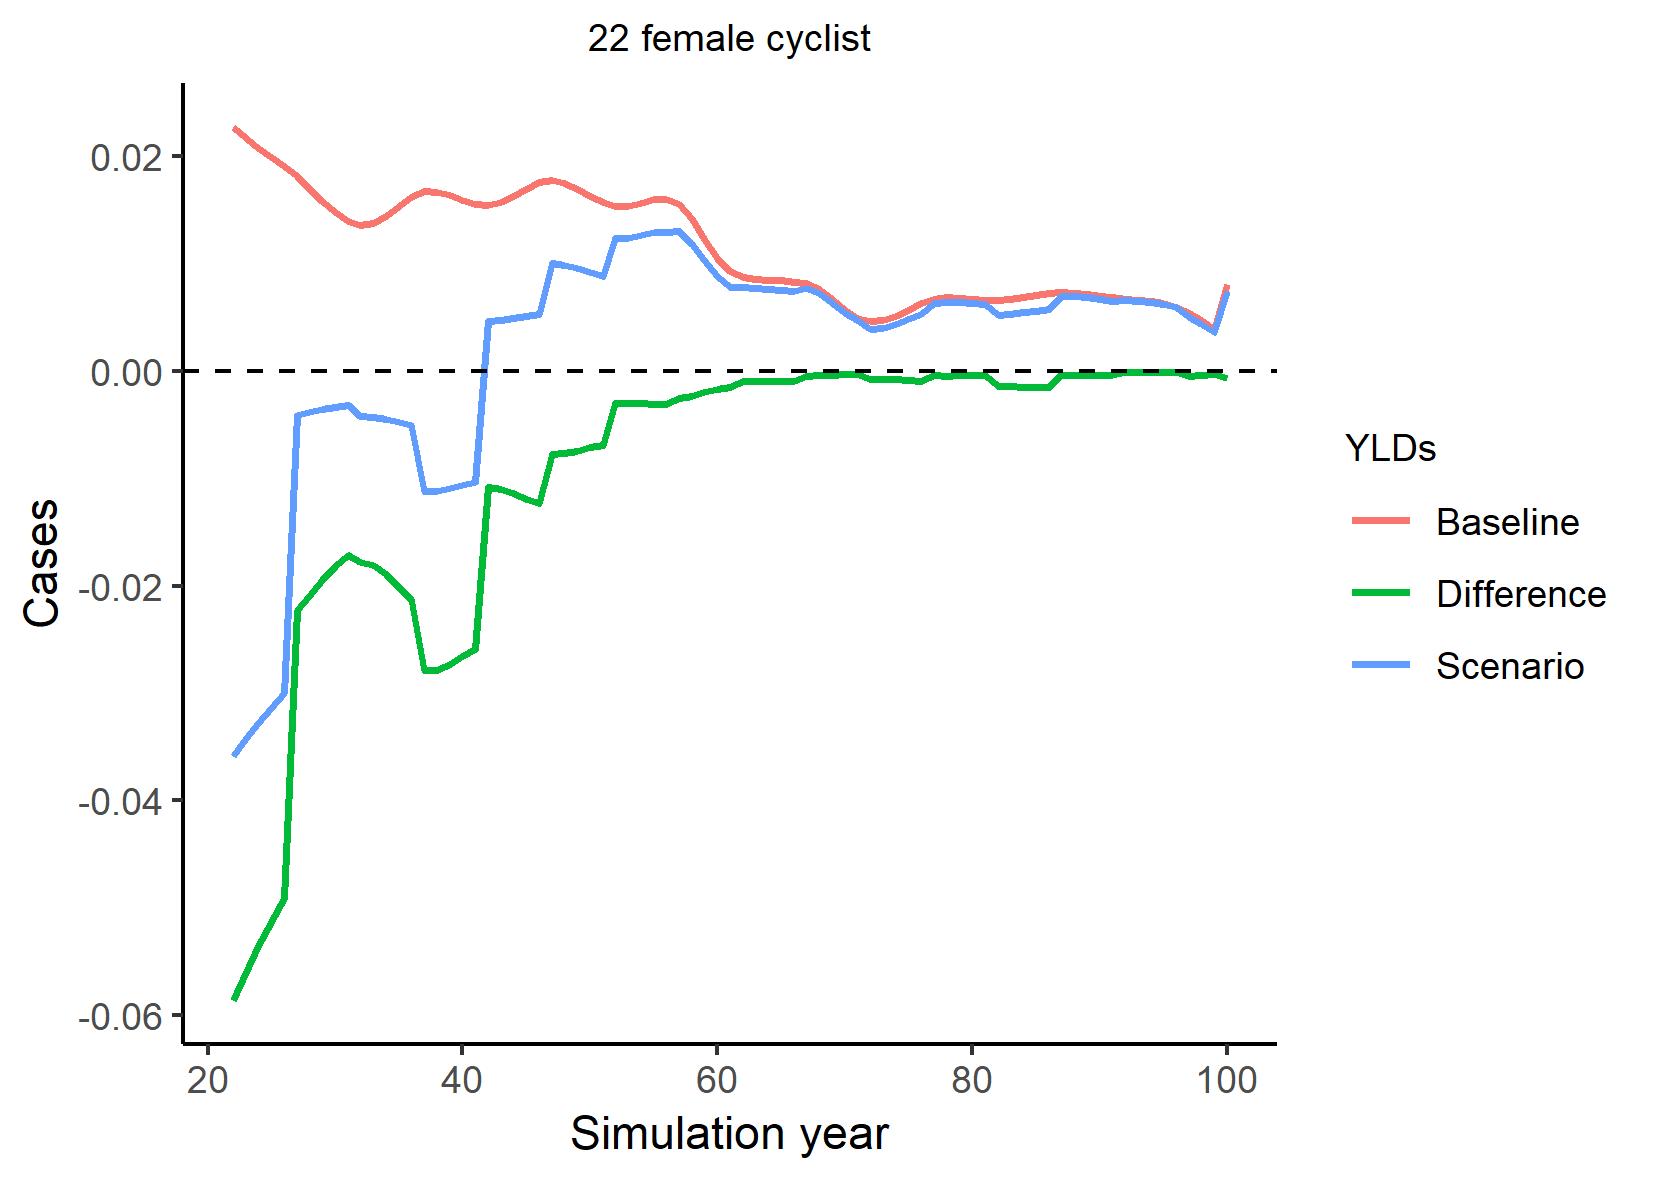 22 female cyclist
Cases
0.02
0.00
-0.02
-0.04
-0.06
20 40 60 80 100
Simulation year
YLDs
Baseline
Difference
Scenario